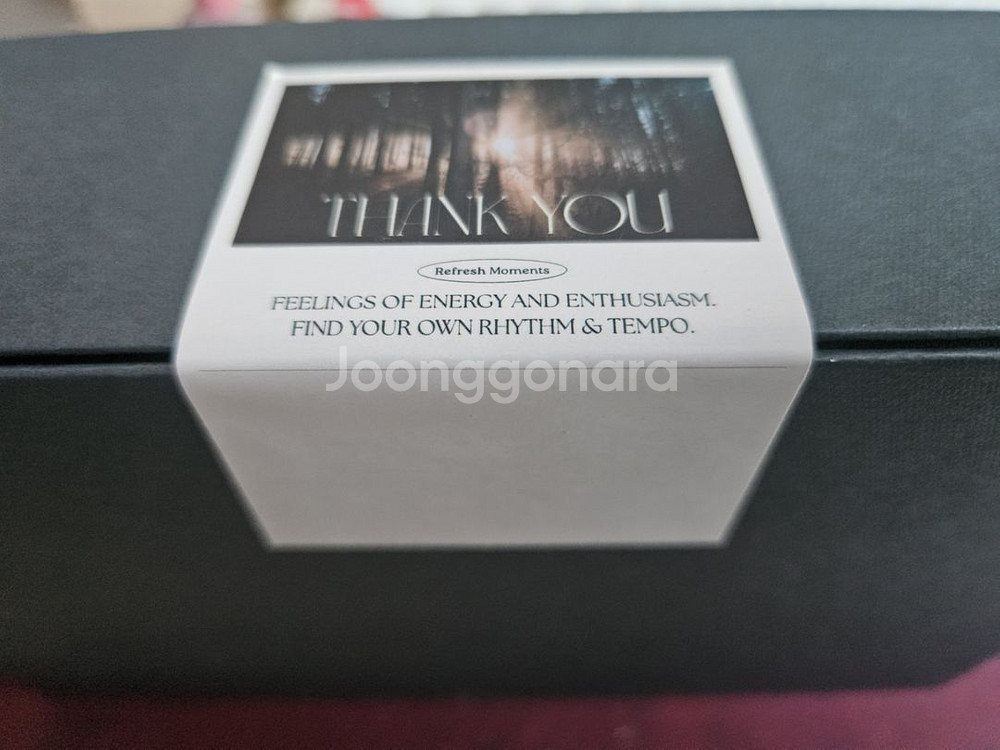 THANK YOU
Refresh Moments
FEELINGS OF ENERGY AND ENTHUSIASM.
FIND YOUR OWN RHYTHM & TEMPO.
Joonggonara